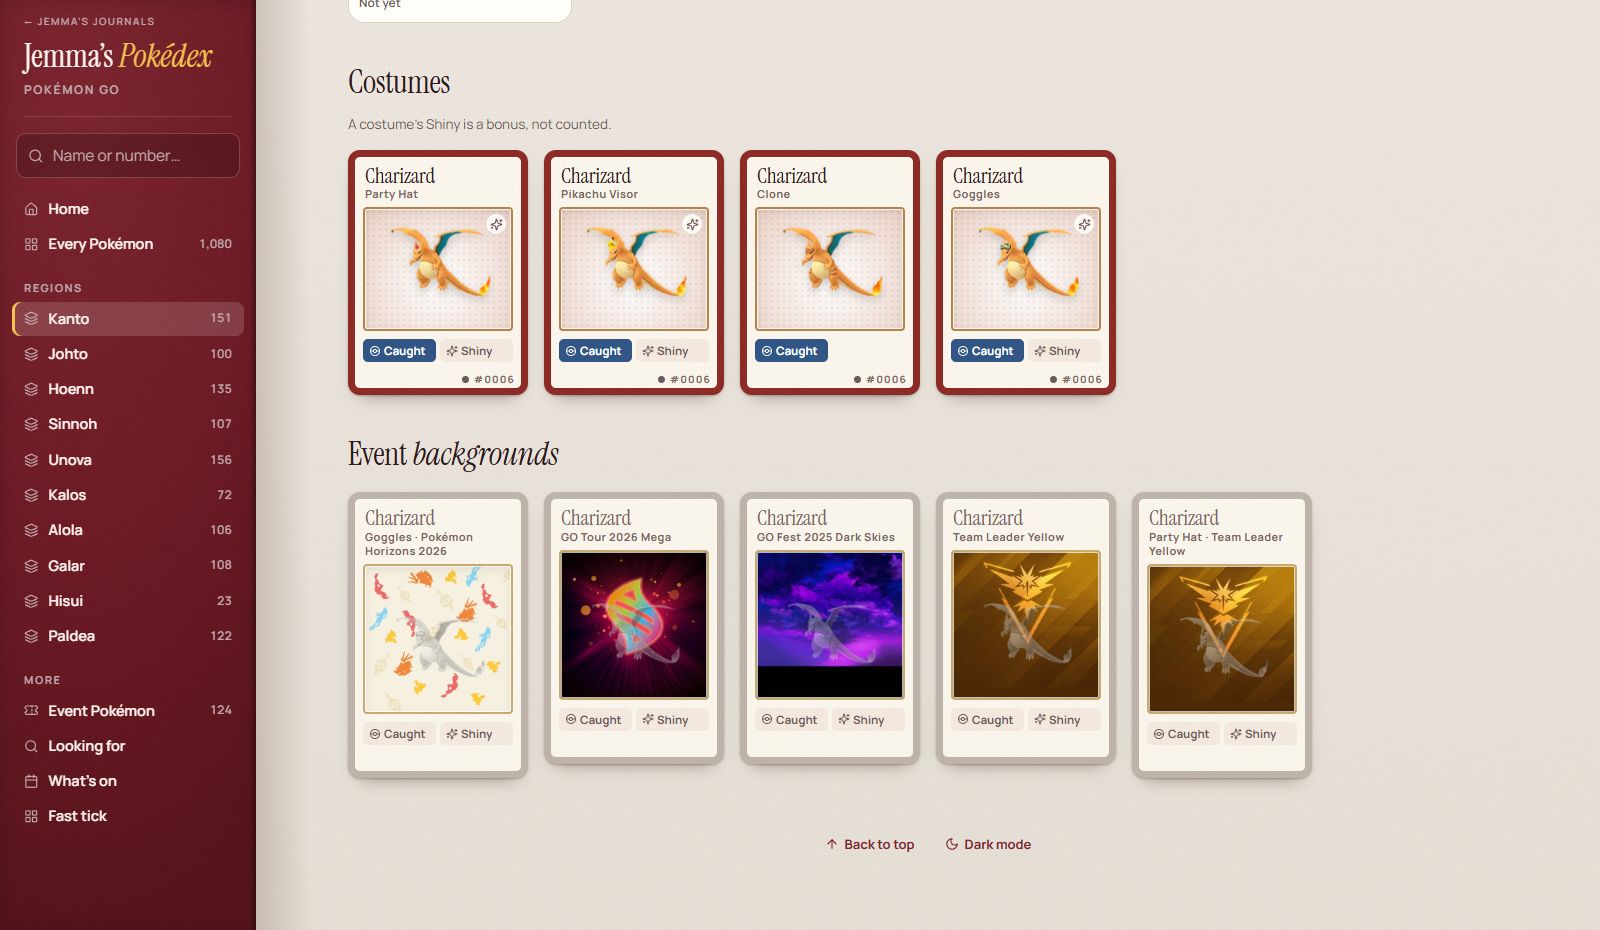 ← JEMMA'S JOURNALS
Jemma's Pokédex
POKÉMON GO
Name or number...
Home
Every Pokémon 1,080
REGIONS
Kanto 151
Johto 100
Hoenn 135
Sinnoh 107
Unova 156
Kalos 72
Alola 106
Galar 108
Hisui 23
Paldea 122
MORE
Event Pokémon 124
Looking for
What's on
Fast tick
Not yet
Costumes
A costume's Shiny is a bonus, not counted.
Charizard
Party Hat
Caught Shiny
#0006
Charizard
Pikachu Visor
Caught Shiny
#0006
Charizard
Clone
Caught
#0006
Charizard
Goggles
Caught Shiny
#0006
Event backgrounds
Charizard
Goggles · Pokémon
Horizons 2026
Caught Shiny
Charizard
GO Tour 2026 Mega
Caught Shiny
Charizard
GO Fest 2025 Dark Skies
Caught Shiny
Charizard
Team Leader Yellow
Caught Shiny
Charizard
Party Hat · Team Leader
Yellow
Caught Shiny
Back to top
Dark mode